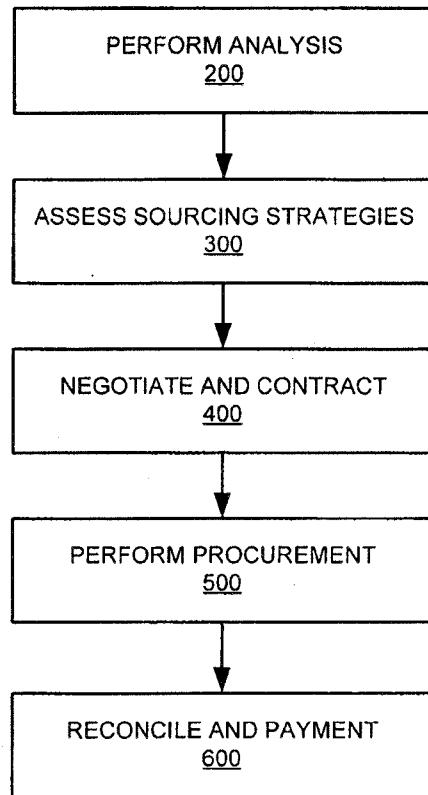 PERFORM ANALYSIS
200
ASSESS SOURCING STRATEGIES
300
NEGOTIATE AND CONTRACT
400
PERFORM PROCUREMENT
500
RECONCILE AND PAYMENT
600